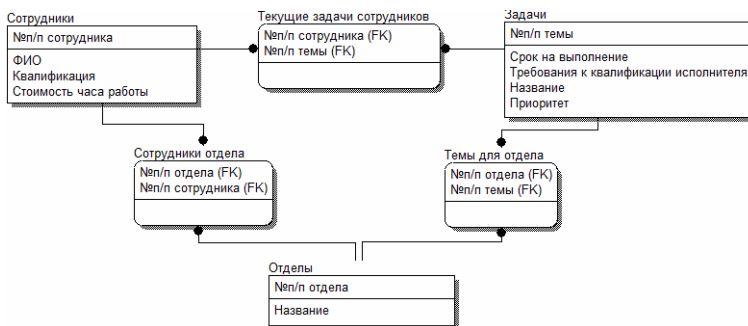 Сотрудники
№п/п сотрудника
ФИО
Квалификация
Стоимость часа работы
Текущие задачи сотрудников
№п/п сотрудника (FK)
№п/п темы (FK)
Задачи
№п/п темы
Срок на выполнение
Требования к квалификации исполнителя
Название
Приоритет
Сотрудники отдела
№п/п отдела (FK)
№п/п сотрудника (FK)
Темы для отдела
№п/п отдела (FK)
№п/п темы (FK)
Отделы
№п/п отдела
Название